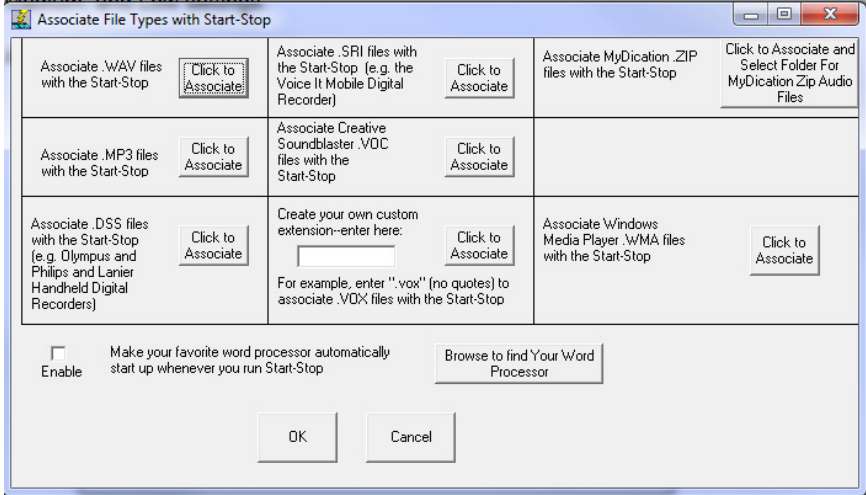 Associate File Types with Start-Stop
Associate .WAV files
with the Start-Stop
Click to
Associate
Associate .SRI files with
the Start-Stop (e.g. the
Voice It Mobile Digital
Recorder)
Click to
Associate
Associate MyDication .ZIP
files with the Start-Stop
Click to Associate and
Select Folder For
MyDication Zip Audio
Files
Associate .MP3 files
with the Start-Stop
Click to
Associate
Associate Creative
Soundblaster .VOC
files with the
Start-Stop
Click to
Associate
Associate .DSS files
with the Start-Stop
(e.g. Olympus and
Philips and Lanier
Handheld Digital
Recorders)
Click to
Associate
Create your own custom
extension--enter here:
Click to
Associate
For example, enter ".vox" (no quotes) to
associate .VOX files with the Start-Stop
Associate Windows
Media Player .WMA files
with the Start-Stop
Click to
Associate
Enable
Make your favorite word processor automatically
start up whenever you run Start-Stop
Browse to find Your Word
Processor
OK
Cancel